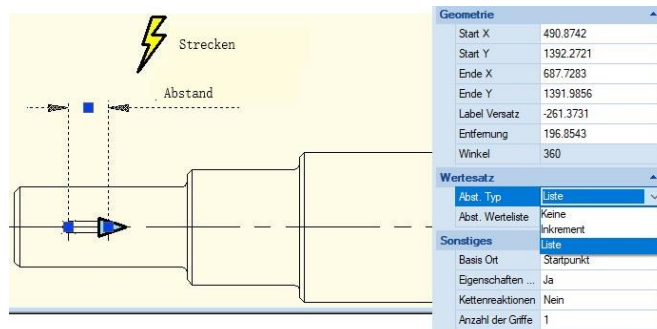 Strecken
Abstand
Geometrie
Start X 490.8742
Start Y 1392.2721
Ende X 687.7283
Ende Y 1391.9856
Label Versatz -261.3731
Entfernung 196.8543
Winkel 360
Wertesatz
Abst. Typ Liste
Abst. Werteliste Keine
Inkrement
Sonstiges Liste
Basis Ort Startpunkt
Eigenschaften ... Ja
Kettenreaktionen Nein
Anzahl der Griffe 1